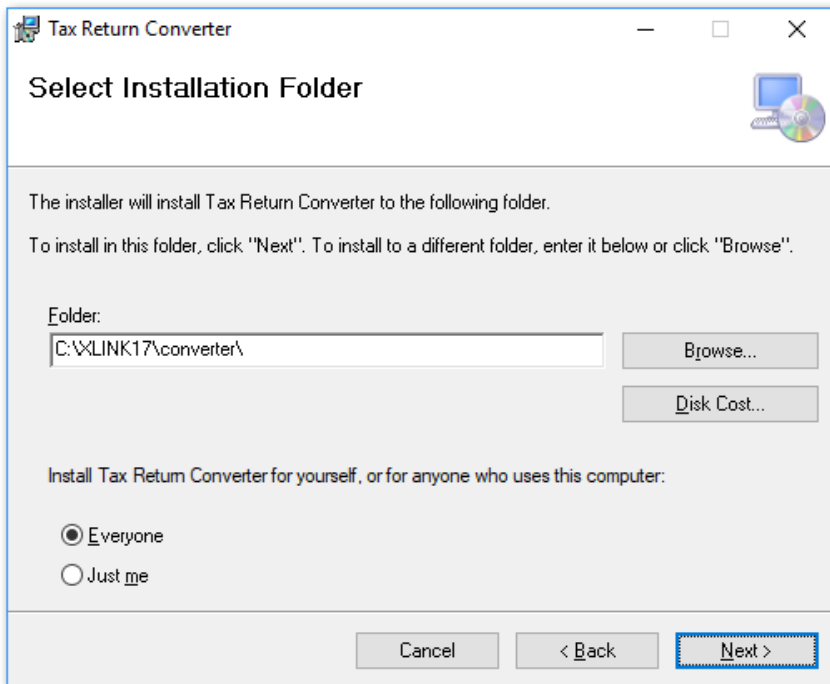 Tax Return Converter
Select Installation Folder
The installer will install Tax Return Converter to the following folder.
To install in this folder, click "Next". To install to a different folder, enter it below or click "Browse".
Folder:
C:\XLINK17\converter\
Browse...
Disk Cost...
Install Tax Return Converter for yourself, or for anyone who uses this computer:
Everyone
Just me
Cancel
< Back
Next >